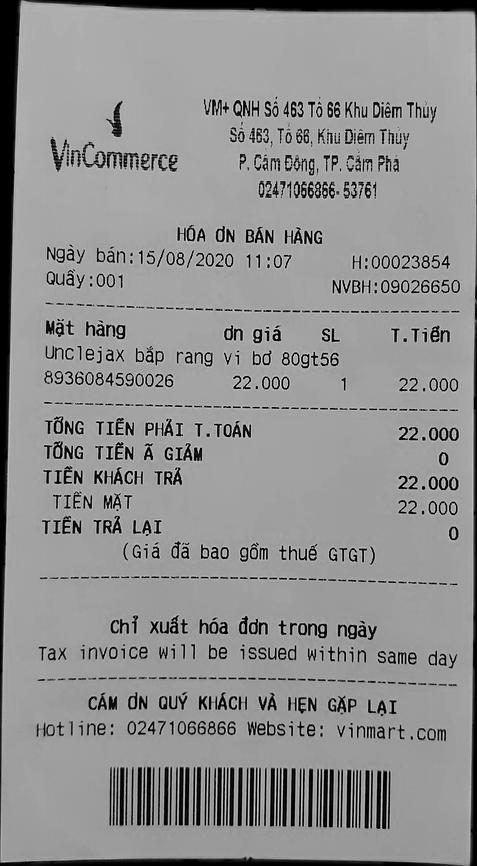 VinCommerce
VM+ QNH Số 463 Tổ 66 Khu Diêm Thủy
Số 463, Tổ 66, Khu Diêm Thủy
P. Cẩm Đông, TP. Cẩm Phả
02471066866-53761
HÓA ƠN BÁN HÀNG
Ngày bán:15/08/2020 11:07 H:00023854
Quầy:001 NVBH:09026650
Mặt hàng ơn giá SL T.Tiền
Unclejax bắp rang vị bơ 80gt56
8936084590026 22.000 1 22.000
TỔNG TIỀN PHẢI T.TOÁN 22.000
TỔNG TIỀN Ã GIẢM 0
TIỀN KHÁCH TRẢ 22.000
TIỀN MẶT 22.000
TIỀN TRẢ LẠI 0
(Giá đã bao gồm thuế GTGT)
Chỉ xuất hóa đơn trong ngày
Tax invoice will be issued within same day
CÁM ƠN QUÝ KHÁCH VÀ HẸN GẶP LẠI
Hotline: 02471066866 Website: vinmart.com